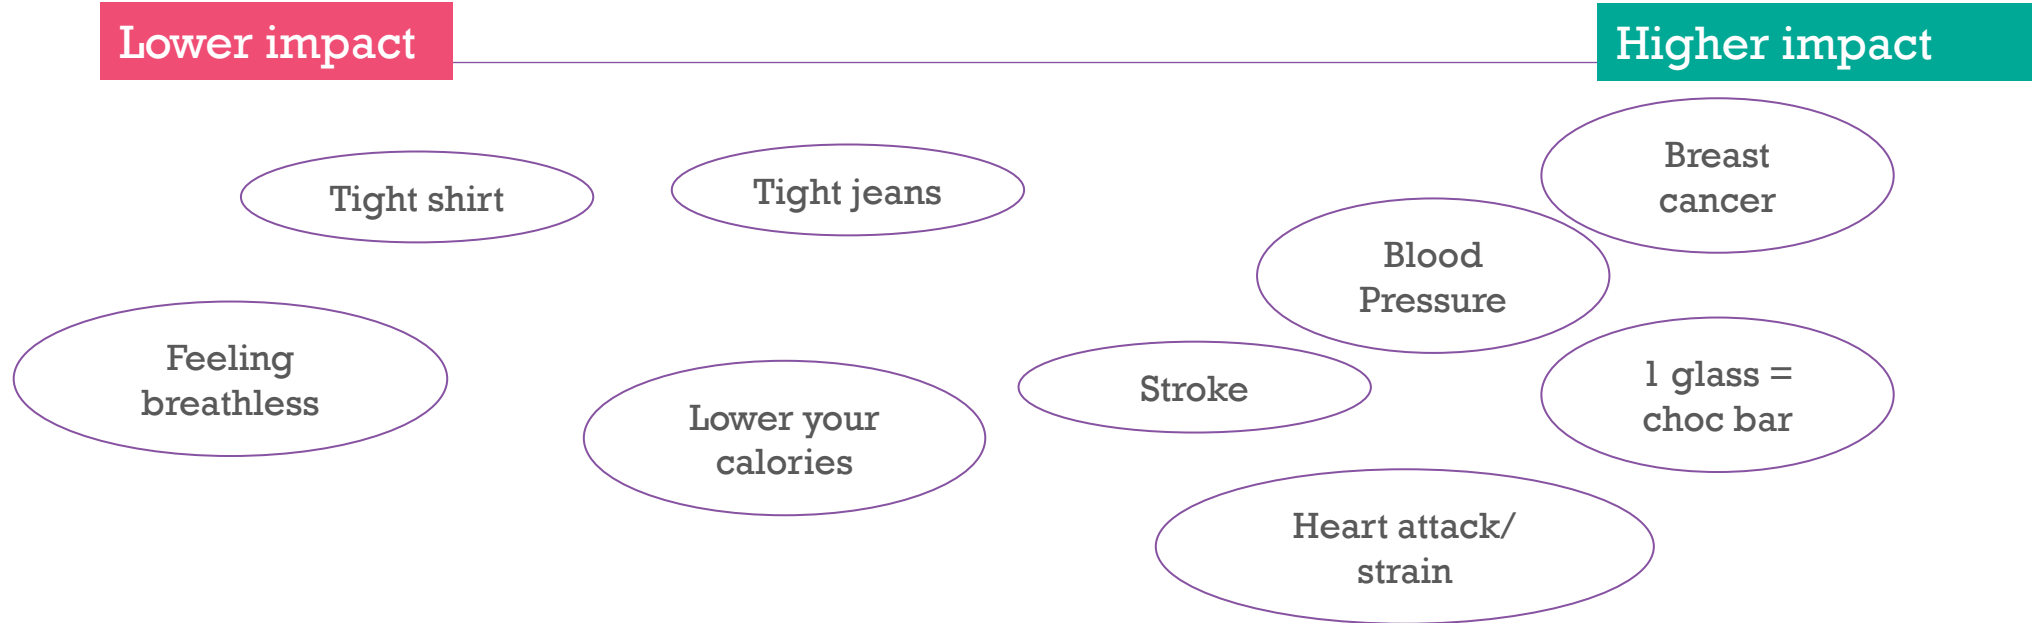 Lower impact
Higher impact
Tight shirt
Tight jeans
Breast
cancer
Blood
Pressure
Feeling
breathless
Lower your
calories
Stroke
1 glass =
choc bar
Heart attack/
strain